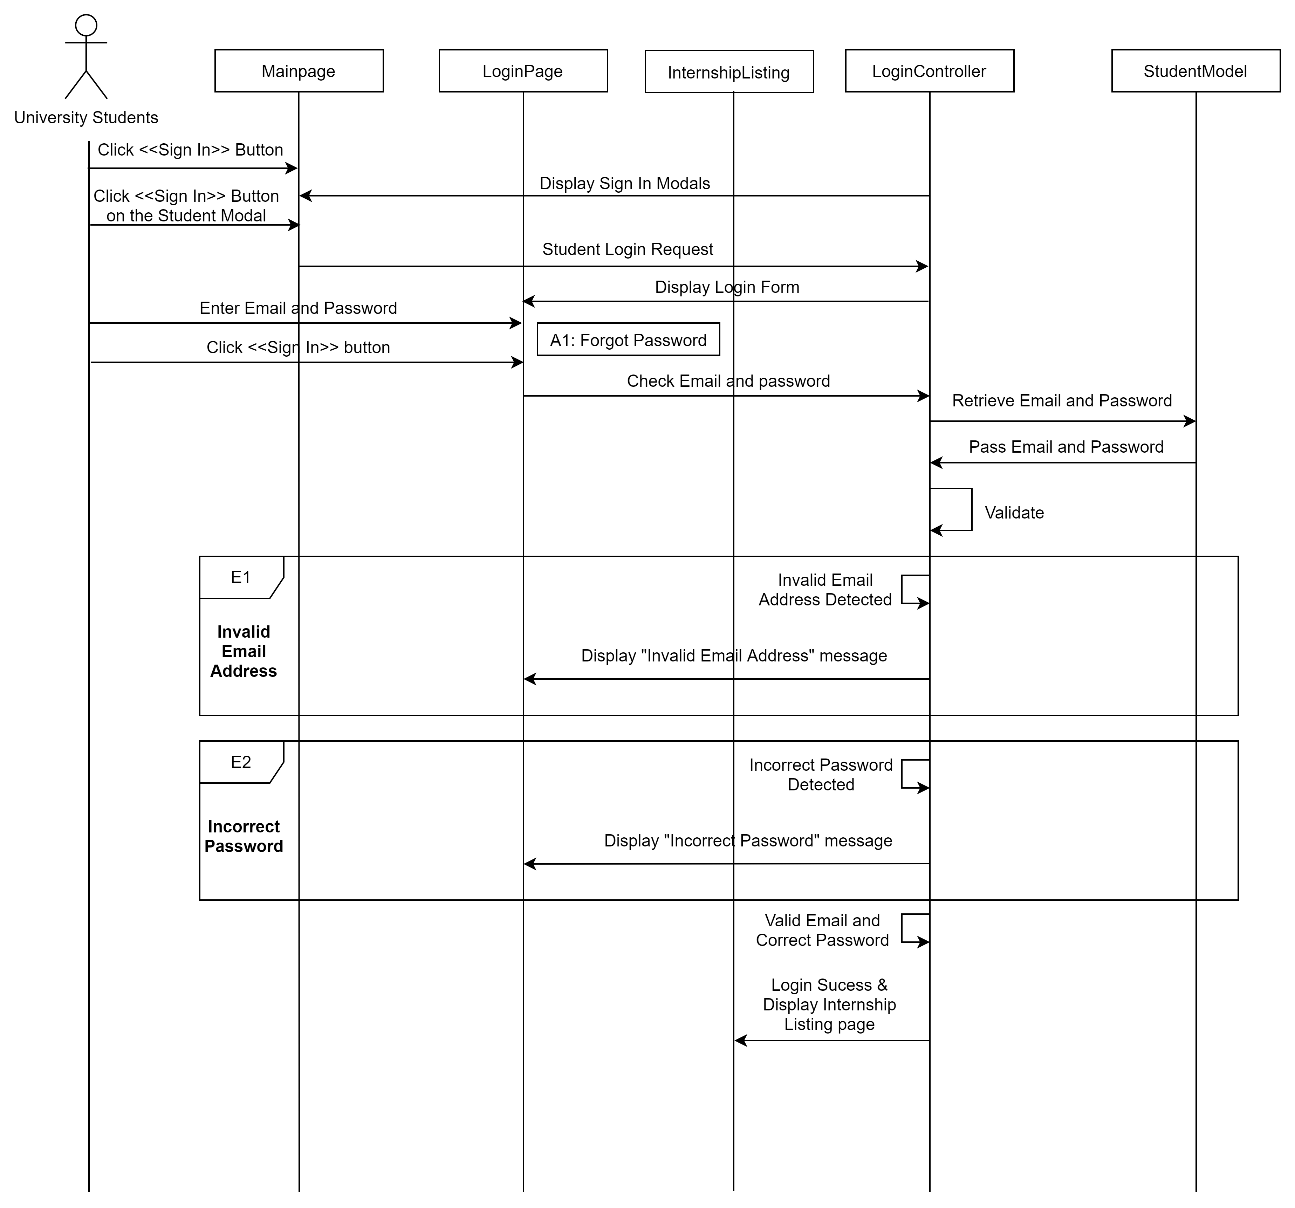 University Students
Mainpage
LoginPage
InternshipListing
LoginController
StudentModel
Click <<Sign In>> Button
Display Sign In Modals
Click <<Sign In>> Button
on the Student Modal
Student Login Request
Display Login Form
Enter Email and Password
A1: Forgot Password
Click <<Sign In>> button
Check Email and password
Retrieve Email and Password
Pass Email and Password
Validate
E1
Invalid
Email
Address
Invalid Email
Address Detected
Display "Invalid Email Address" message
E2
Incorrect
Password
Incorrect Password
Detected
Display "Incorrect Password" message
Valid Email and
Correct Password
Login Sucess &
Display Internship
Listing page